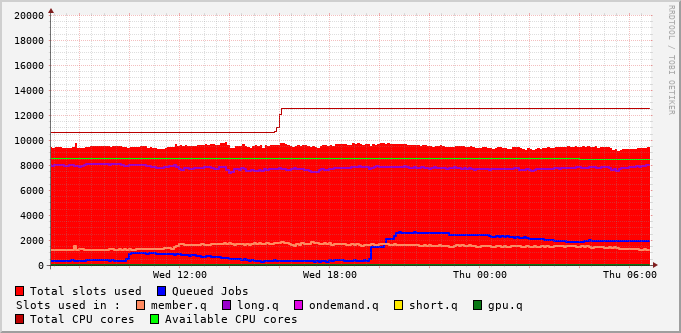 20000
18000
16000
14000
12000
10000
8000
6000
4000
2000
0
Wed 12:00 Wed 18:00 Thu 00:00 Thu 06:00
Total slots used Queued Jobs
Slots used in : member.q long.q ondemand.q short.q gpu.q
Total CPU cores Available CPU cores
RRDTOOL / TOBI OETIKER